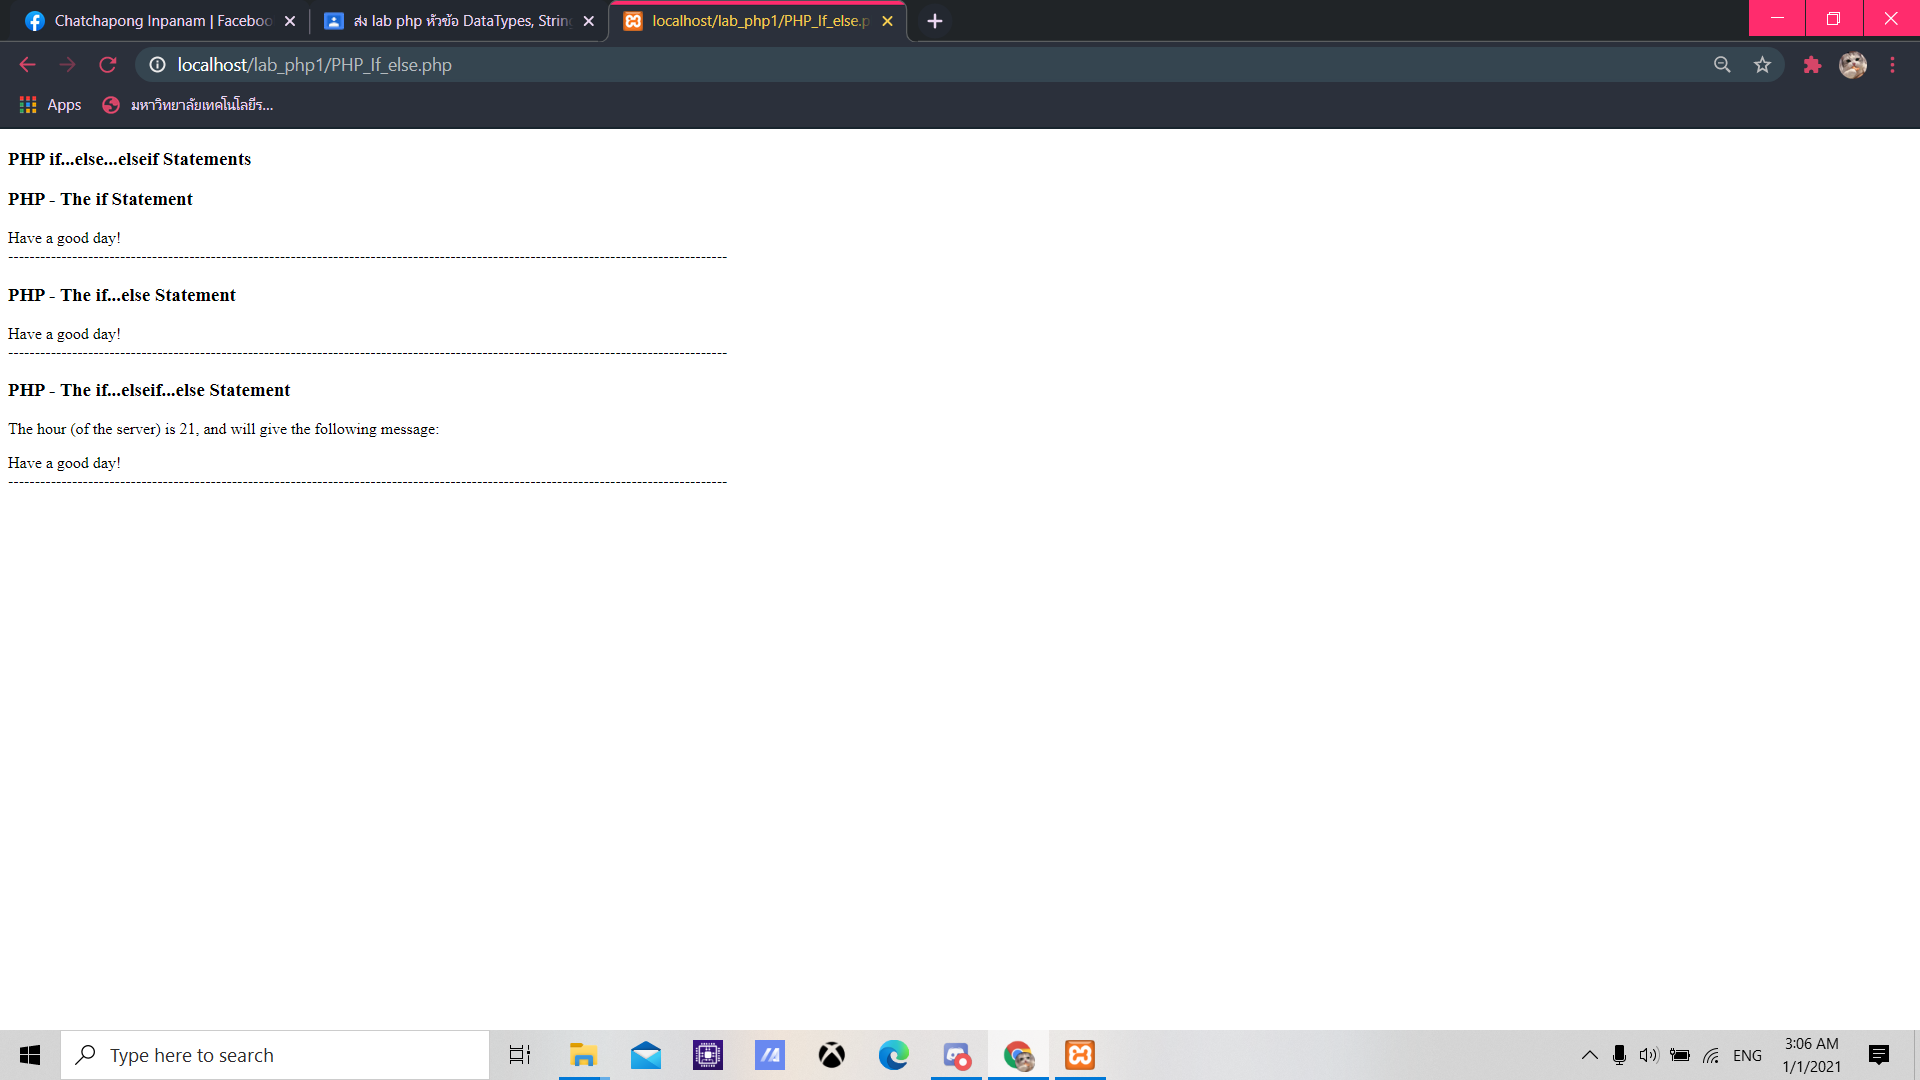 Chatchapong Inpanam | Faceboo
ส่ง lab php หัวข้อ DataTypes, String
localhost/lab_php1/PHP_If_else.p
localhost/lab_php1/PHP_If_else.php
Apps
มหาวิทยาลัยเทคโนโลยีร...
PHP if...else...elseif Statements
PHP - The if Statement
Have a good day!
----------------------------------------------------------------------------------------------------------------------------------------
PHP - The if...else Statement
Have a good day!
----------------------------------------------------------------------------------------------------------------------------------------
PHP - The if...elseif...else Statement
The hour (of the server) is 21, and will give the following message:
Have a good day!
----------------------------------------------------------------------------------------------------------------------------------------
Type here to search
ENG
3:06 AM
1/1/2021